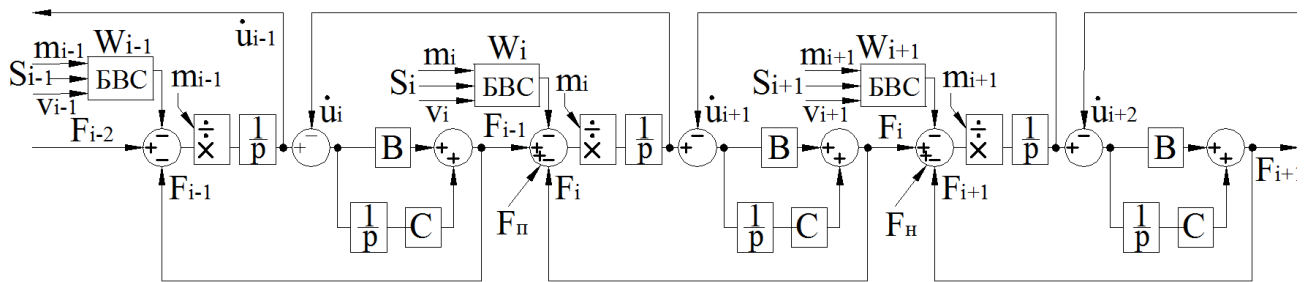 u̇i-1
mi-1 Wi-1
Si-1 БВС
vi-1
mi-1
Fi-2 + − −
÷ ×
1/p
Fi-1
+ −
u̇i
B
+ +
1/p
C
mi Wi
Si БВС
vi
mi
Fi-1 + − + −
÷ ×
1/p
Fi
Fп
+ −
u̇i+1
B
+ +
1/p
C
mi+1 Wi+1
Si+1 БВС
vi+1
mi+1
Fi + − + −
÷ ×
1/p
Fi+1
Fн
+ −
u̇i+2
B
+ +
1/p
C
Fi+1